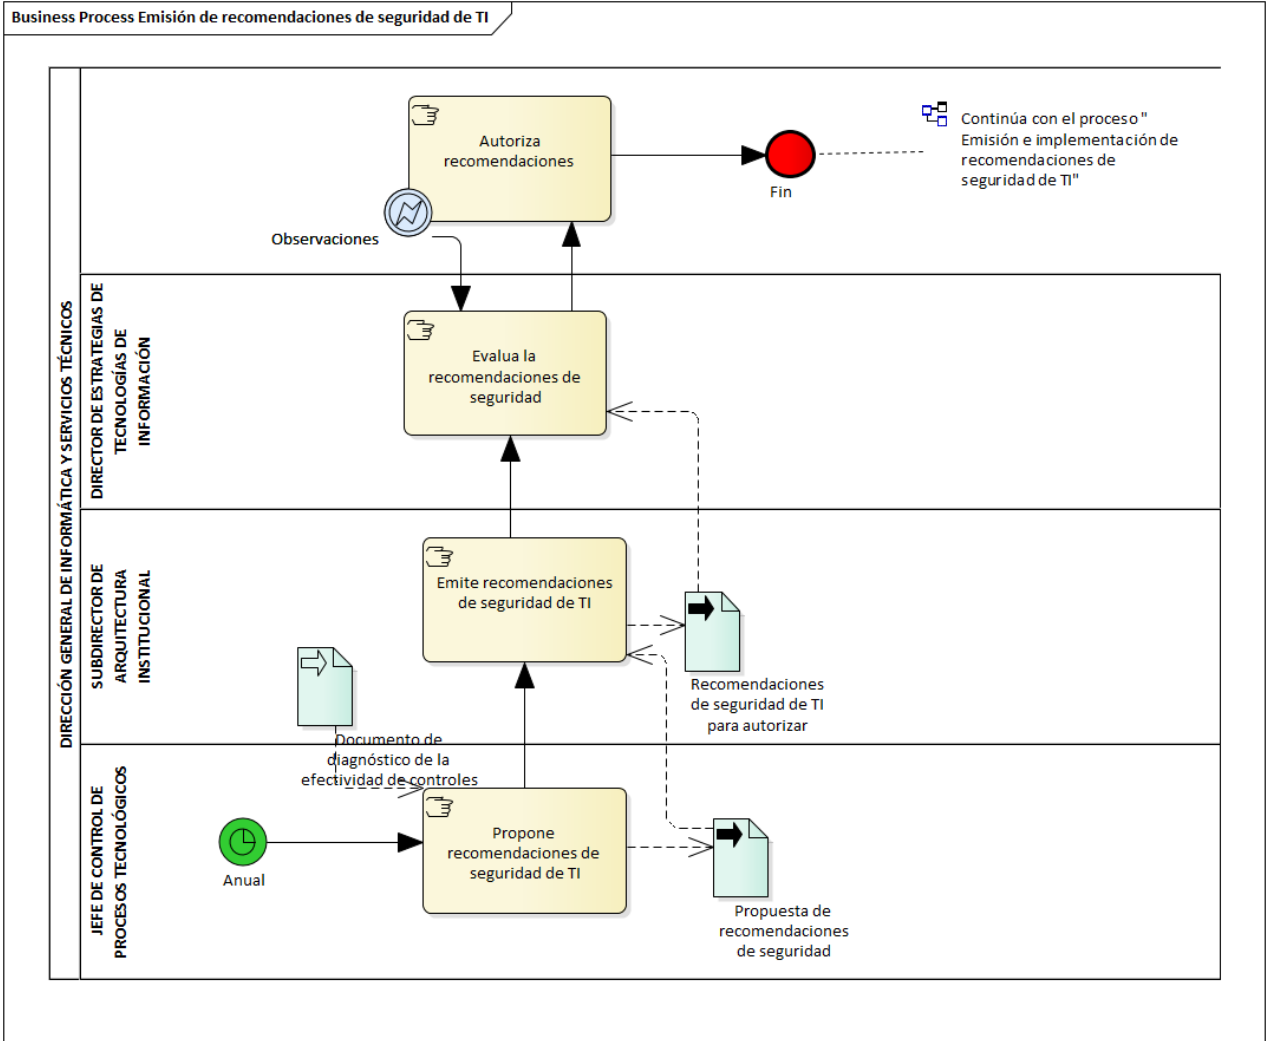 Business Process Emisión de recomendaciones de seguridad de TI
DIRECCIÓN GENERAL DE INFORMÁTICA Y SERVICIOS TÉCNICOS
Autoriza
recomendaciones
Fin
Continúa con el proceso "
Emisión e implementación de
recomendaciones de
seguridad de TI"
Observaciones
DIRECTOR DE ESTRATEGIAS DE
TECNOLOGÍAS DE
INFORMACIÓN
Evalua la
recomendaciones de
seguridad
SUBDIRECTOR DE
ARQUITECTURA
INSTITUCIONAL
Emite recomendaciones
de seguridad de TI
Recomendaciones
de seguridad de TI
para autorizar
Documento de
diagnóstico de la
efectividad de controles
JEFE DE CONTROL DE
PROCESOS TECNOLÓGICOS
Anual
Propone
recomendaciones de
seguridad de TI
Propuesta de
recomendaciones
de seguridad